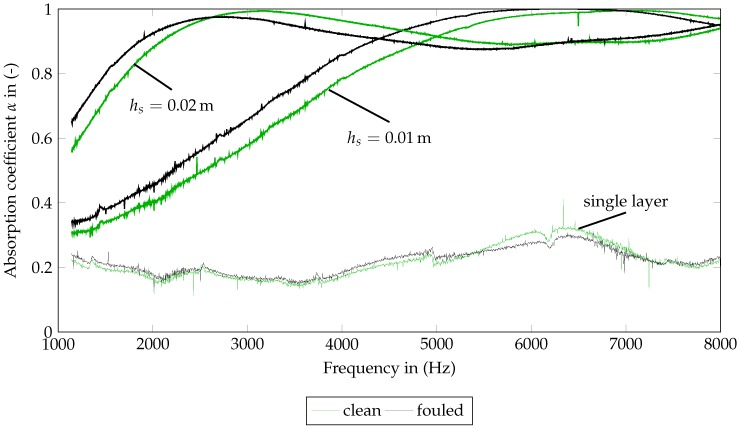 1
0.8
0.6
0.4
0.2
0
Absorption coefficient α in (-)
h_s = 0.02 m
h_s = 0.01 m
single layer
1000 2000 3000 4000 5000 6000 7000 8000
Frequency in (Hz)
clean fouled